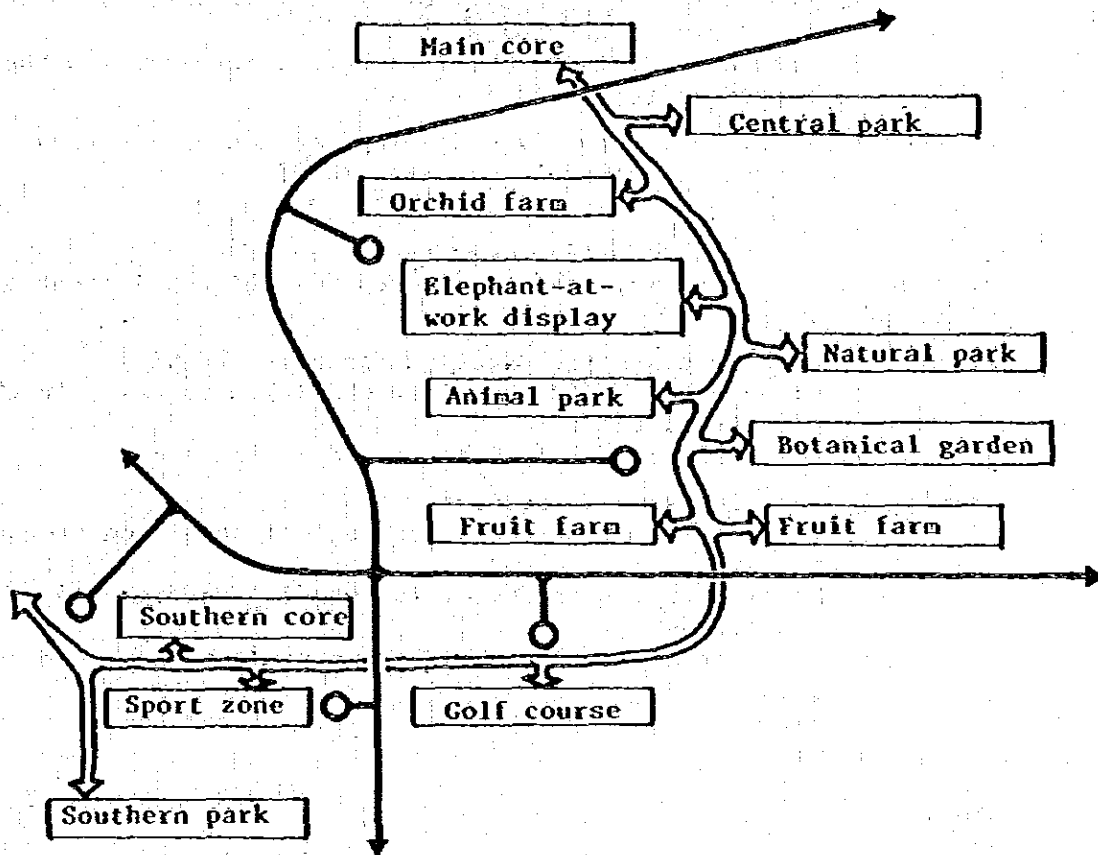 Main core
Central park
Orchid farm
Elephant-at-
work display
Natural park
Animal park
Botanical garden
Fruit farm
Fruit farm
Southern core
Sport zone
Golf course
Southern park